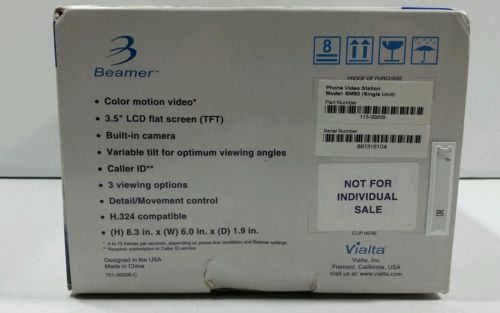 Beamer™
8
PROOF OF PURCHASE
Phone Video Station
Model: BM80 (Single Unit)
Part Number
113-00009
Serial Number
861316104
• Color motion video*
• 3.5" LCD flat screen (TFT)
• Built-in camera
• Variable tilt for optimum viewing angles
• Caller ID**
• 3 viewing options
• Detail/Movement control
• H.324 compatible
• (H) 8.3 in. x (W) 6.0 in. x (D) 1.9 in.
* 4 to 15 frames per seconds, depending on phone line conditions and Beamer settings.
** Requires subscription to Caller ID service.
NOT FOR
INDIVIDUAL
SALE
CLIP HERE
Designed in the USA
Made in China
701-00006-C
Vialta
Vialta, Inc.
Fremont, California, USA
Visit us at: www.vialta.com